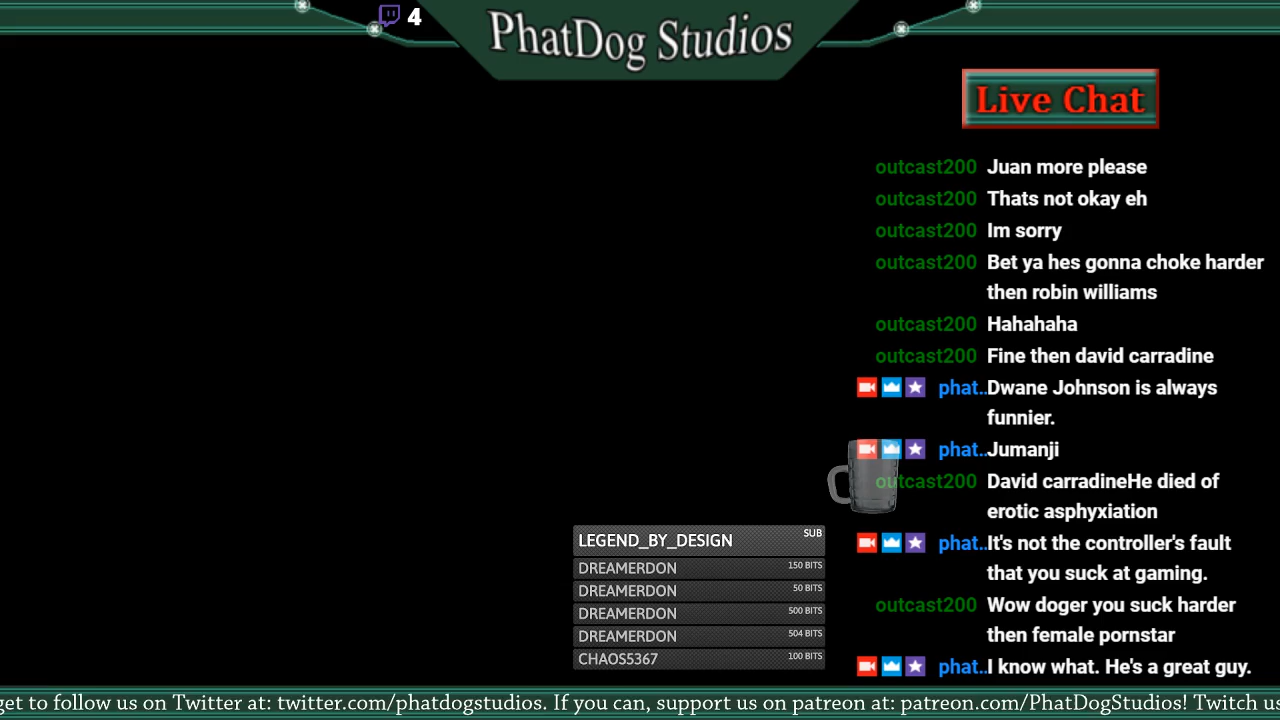 4
PhatDog Studios
Live Chat
outcast200 Juan more please
outcast200 Thats not okay eh
outcast200 Im sorry
outcast200 Bet ya hes gonna choke harder
then robin williams
outcast200 Hahahaha
outcast200 Fine then david carradine
phat.. Dwane Johnson is always
funnier.
phat.. Jumanji
outcast200 David carradineHe died of
erotic asphyxiation
phat.. It's not the controller's fault
that you suck at gaming.
outcast200 Wow doger you suck harder
then female pornstar
phat.. I know what. He's a great guy.
LEGEND_BY_DESIGN SUB
DREAMERDON 150 BITS
DREAMERDON 50 BITS
DREAMERDON 500 BITS
DREAMERDON 504 BITS
CHAOS5367 100 BITS
get to follow us on Twitter at: twitter.com/phatdogstudios. If you can, support us on patreon at: patreon.com/PhatDogStudios! Twitch us